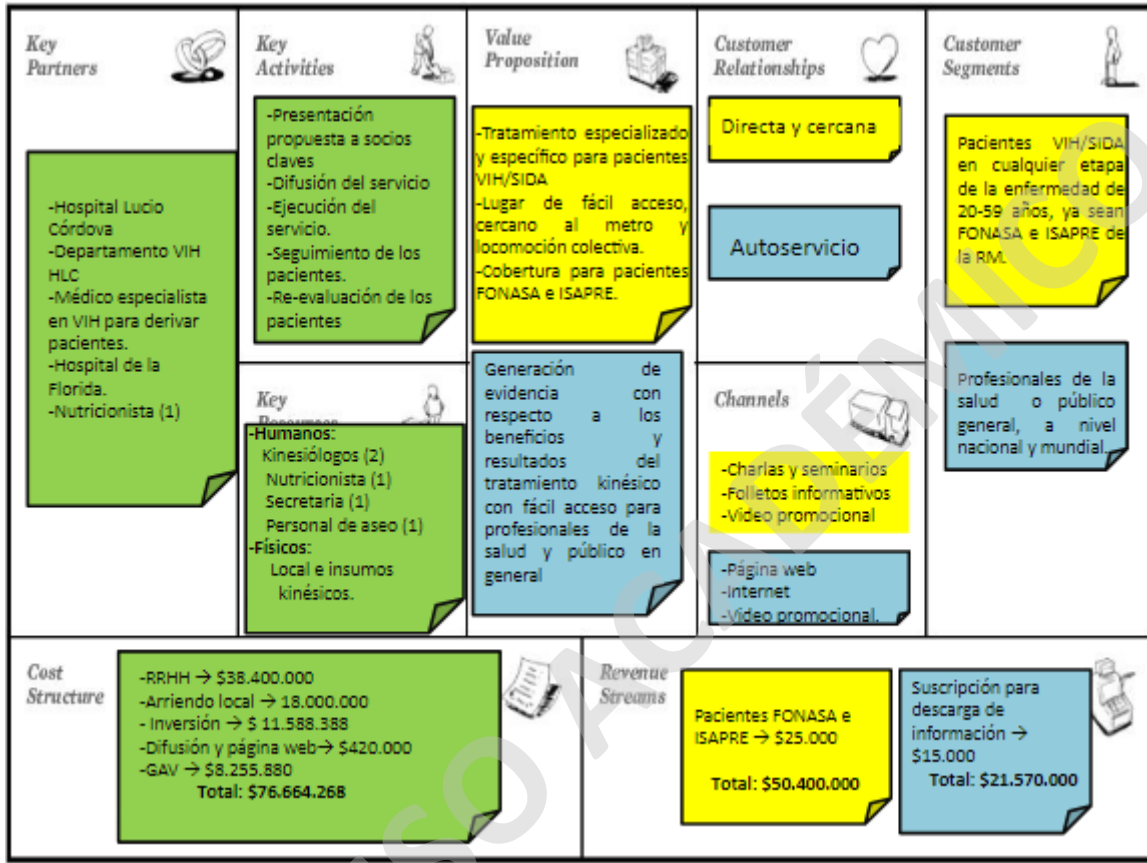 Key
Partners
-Hospital Lucio
Córdova
-Departamento VIH
HLC
-Médico especialista
en VIH para derivar
pacientes.
-Hospital de la
Florida.
-Nutricionista (1)
Key
Activities
-Presentación
propuesta a socios
claves
-Difusión del servicio
-Ejecución del
servicio.
-Seguimiento de los
pacientes.
-Re-evaluación de los
pacientes
Key
-Humanos:
Kinesiólogos (2)
Nutricionista (1)
Secretaria (1)
Personal de aseo (1)
-Físicos:
Local e insumos
kinésicos.
Value
Proposition
-Tratamiento especializado
y específico para pacientes
VIH/SIDA
-Lugar de fácil acceso,
cercano al metro y
locomoción colectiva.
-Cobertura para pacientes
FONASA e ISAPRE.
Generación de
evidencia con
respecto a los
beneficios y
resultados del
tratamiento kinésico
con fácil acceso para
profesionales de la
salud y público en
general
Customer
Relationships
Directa y cercana
Autoservicio
Channels
-Charlas y seminarios
-Folletos informativos
-Video promocional
-Página web
-Internet
-Video promocional.
Customer
Segments
Pacientes VIH/SIDA
en cualquier etapa
de la enfermedad de
20-59 años, ya sean
FONASA e ISAPRE de
la RM.
Profesionales de la
salud o público
general, a nivel
nacional y mundial.
Cost
Structure
-RRHH → $38.400.000
-Arriendo local → 18.000.000
- Inversión → $ 11.588.388
-Difusión y página web→ $420.000
-GAV → $8.255.880
Total: $76.664.268
Revenue
Streams
Pacientes FONASA e
ISAPRE → $25.000
Total: $50.400.000
Suscripción para
descarga de
información →
$15.000
Total: $21.570.000
USO ACADÉMICO